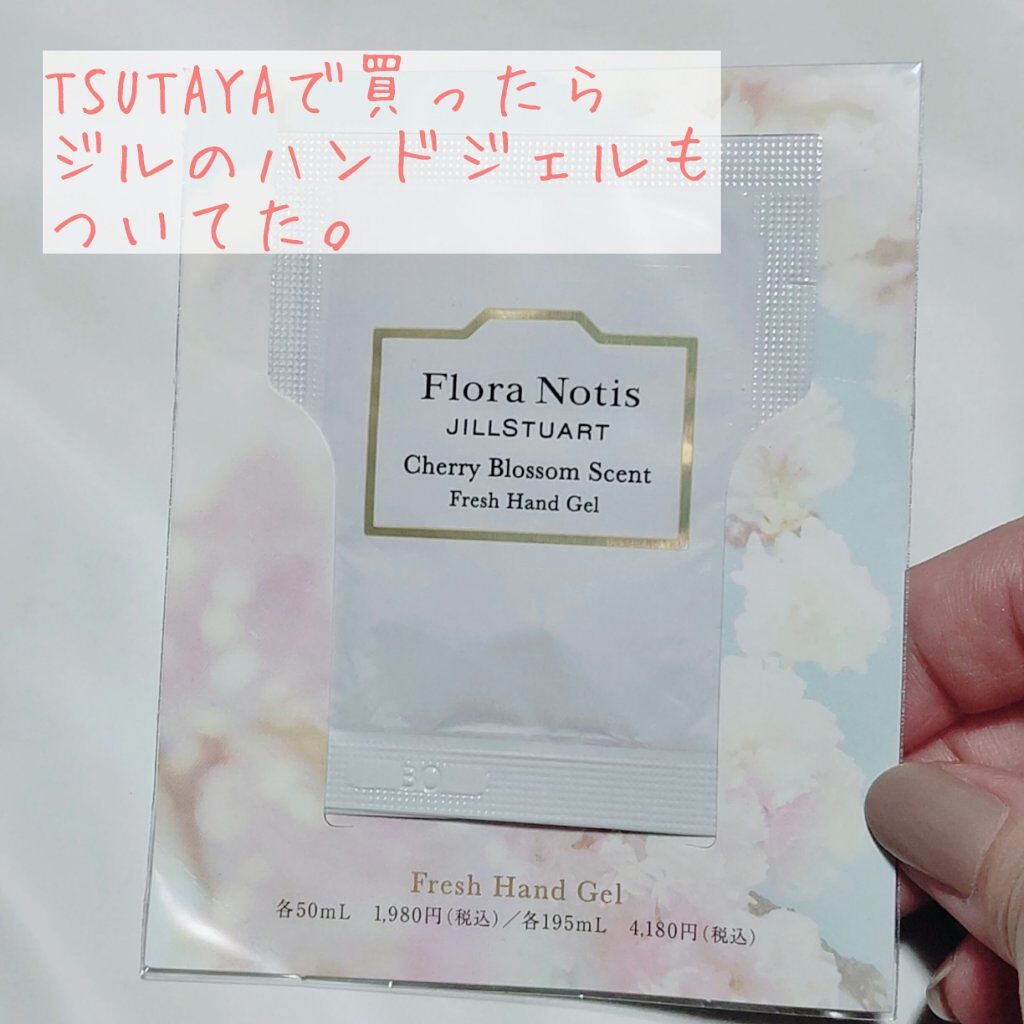 TSUTAYAで買ったら
ジルのハンドジェルも
ついてた。
Flora Notis
JILLSTUART
Cherry Blossom Scent
Fresh Hand Gel
Fresh Hand Gel
各50mL 1,980円(税込)／各195mL 4,180円(税込)